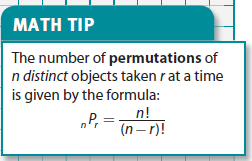 MATH TIP
The number of permutations of
n distinct objects taken r at a time
is given by the formula:
ₙPᵣ = n! / (n – r)!